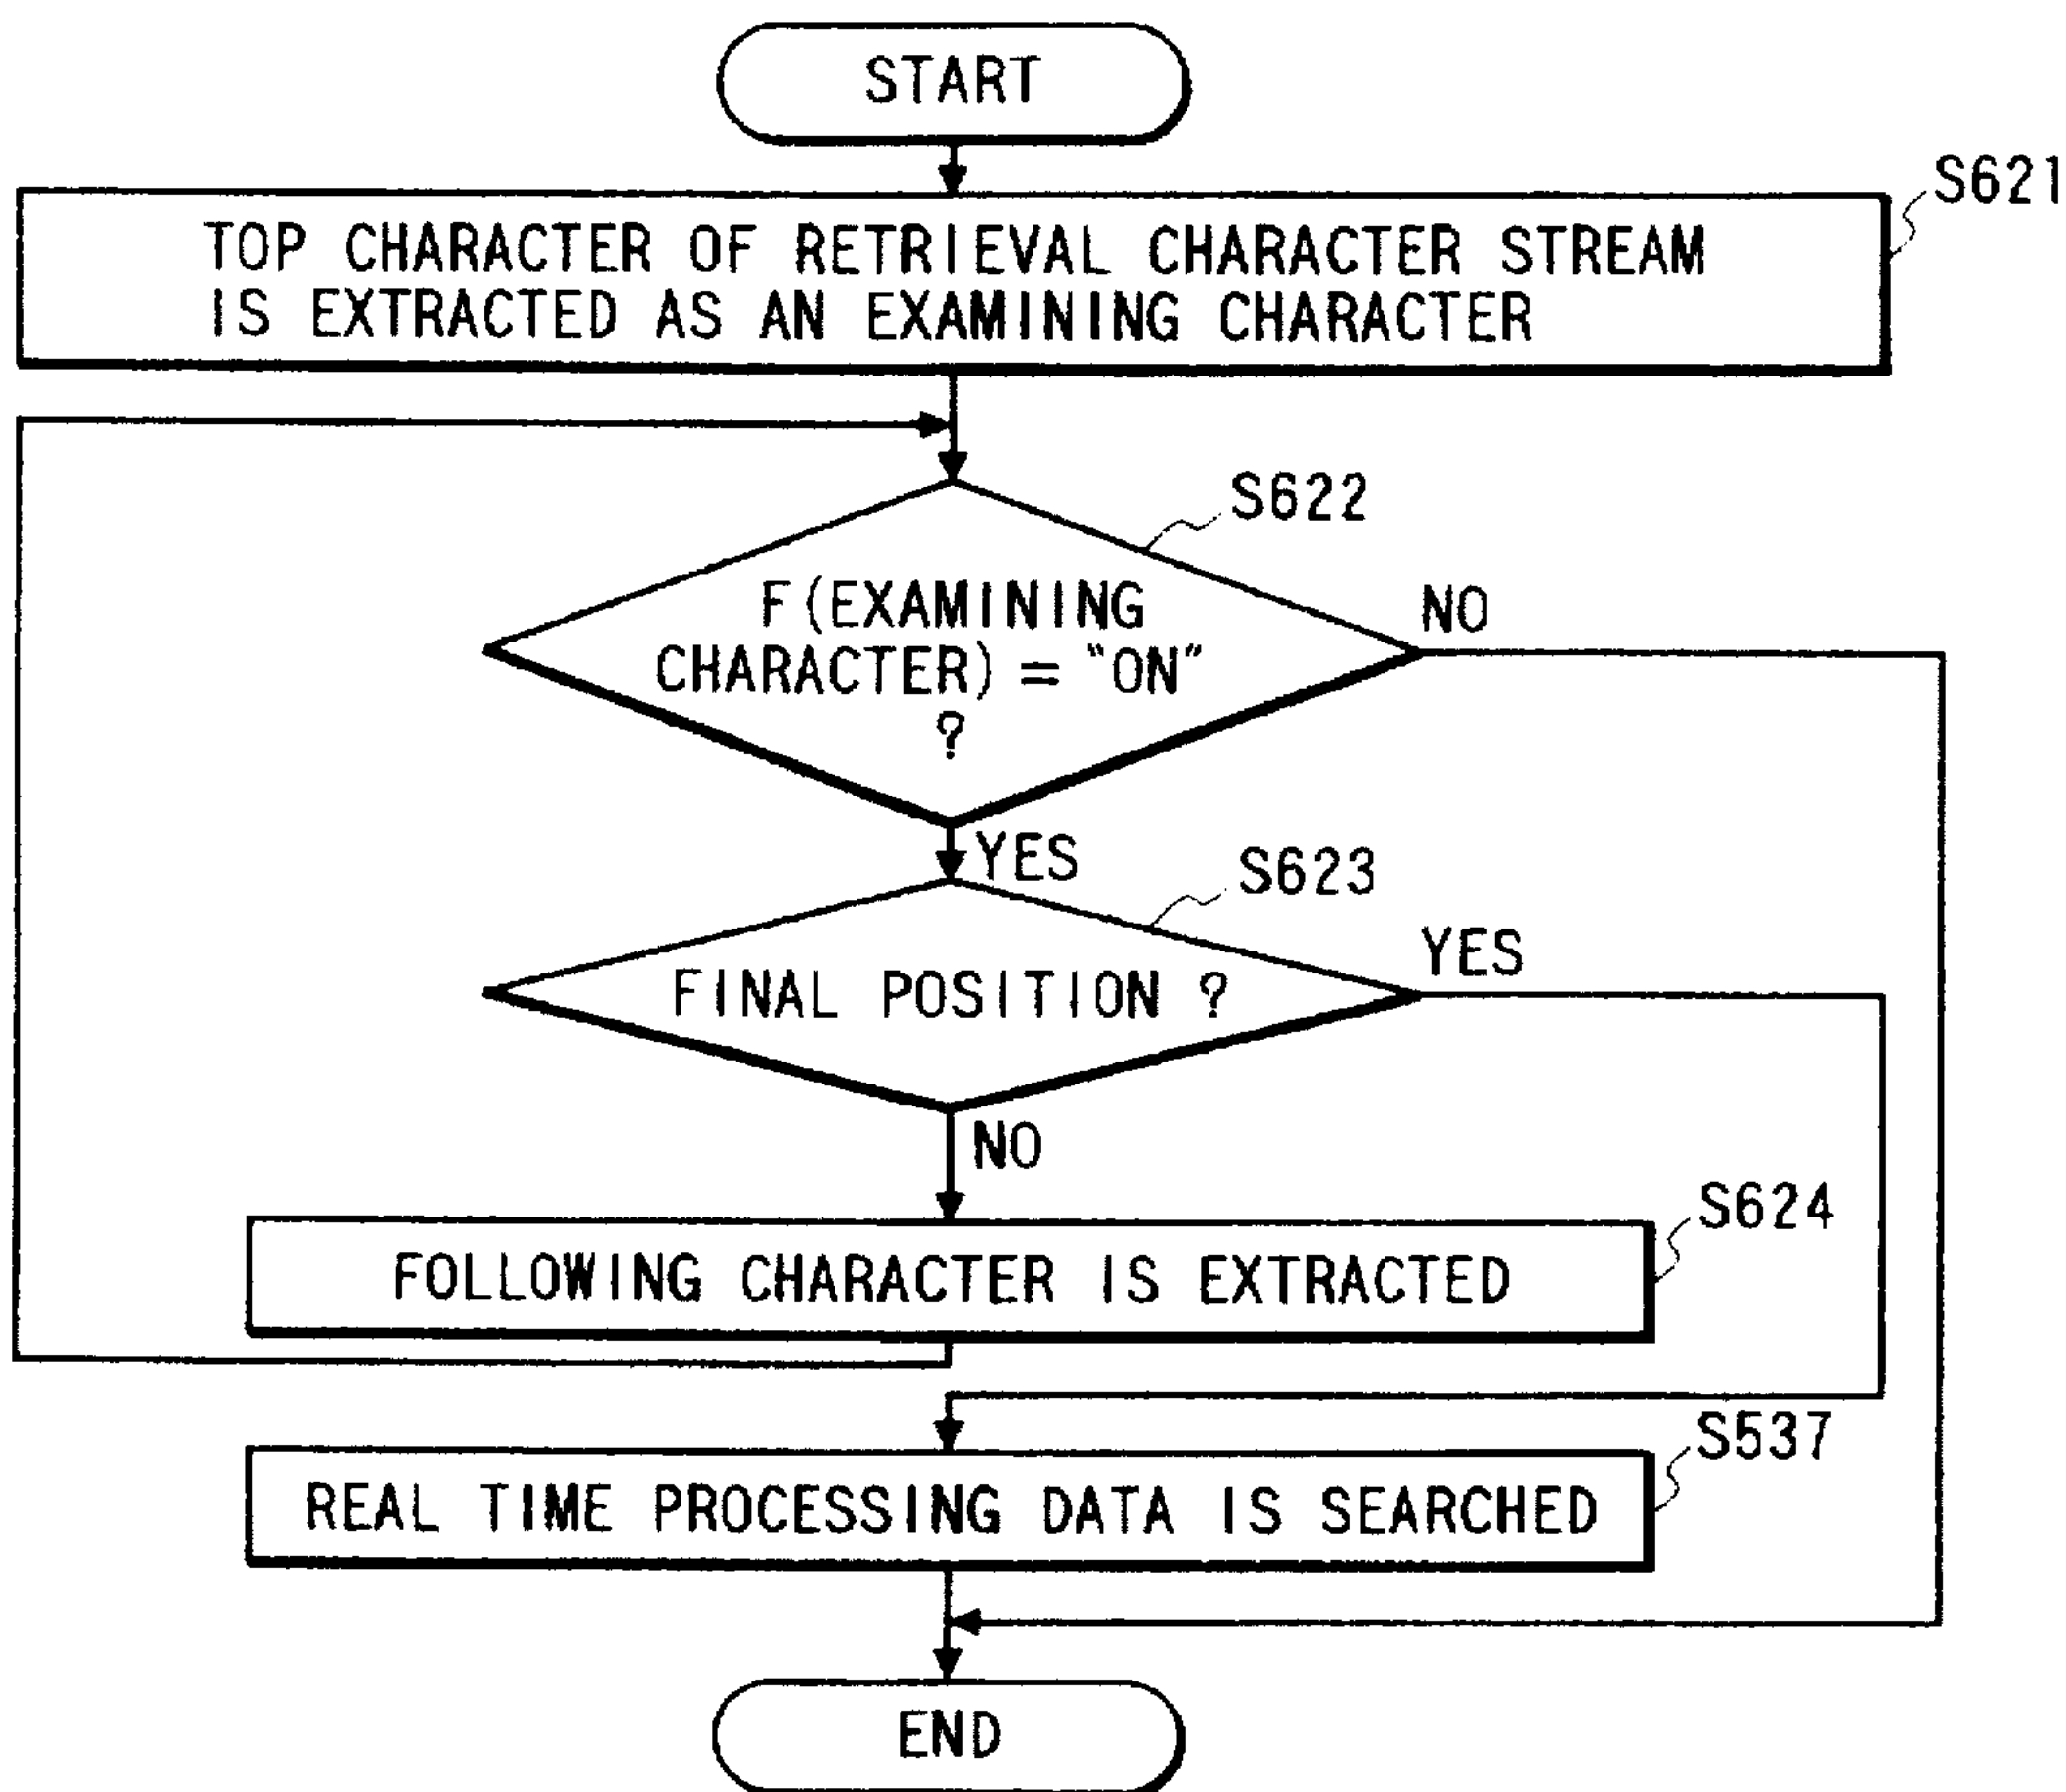 START
S621
TOP CHARACTER OF RETRIEVAL CHARACTER STREAM
IS EXTRACTED AS AN EXAMINING CHARACTER
S622
F(EXAMINING
CHARACTER) = "ON"
?
NO
YES
S623
FINAL POSITION ?
YES
NO
S624
FOLLOWING CHARACTER IS EXTRACTED
S537
REAL TIME PROCESSING DATA IS SEARCHED
END